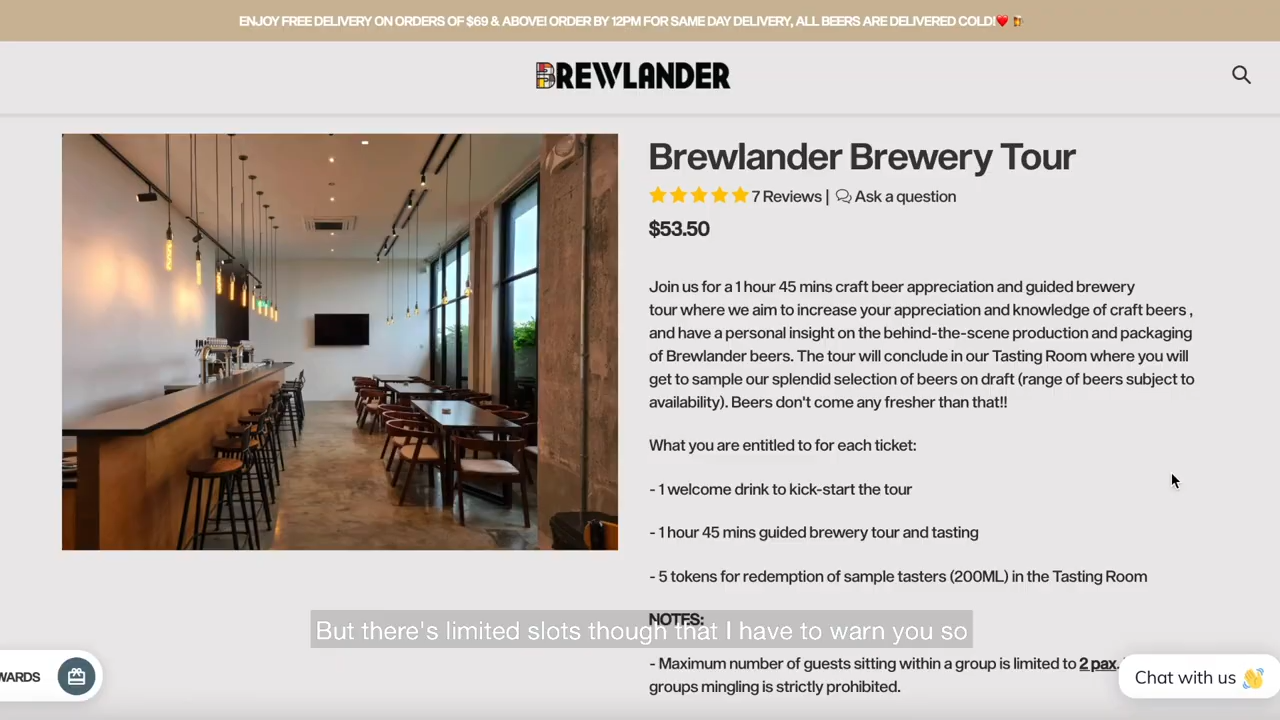 ENJOY FREE DELIVERY ON ORDERS OF $69 & ABOVE! ORDER BY 12PM FOR SAME DAY DELIVERY, ALL BEERS ARE DELIVERED COLD!❤️🍺
BREWLANDER
Brewlander Brewery Tour
7 Reviews | Ask a question
$53.50
Join us for a 1 hour 45 mins craft beer appreciation and guided brewery
tour where we aim to increase your appreciation and knowledge of craft beers ,
and have a personal insight on the behind-the-scene production and packaging
of Brewlander beers. The tour will conclude in our Tasting Room where you will
get to sample our splendid selection of beers on draft (range of beers subject to
availability). Beers don't come any fresher than that!!
What you are entitled to for each ticket:
- 1 welcome drink to kick-start the tour
- 1 hour 45 mins guided brewery tour and tasting
- 5 tokens for redemption of sample tasters (200ML) in the Tasting Room
NOTES:
But there's limited slots though that I have to warn you so
- Maximum number of guests sitting within a group is limited to 2 pax.
groups mingling is strictly prohibited.
WARDS
Chat with us 👋